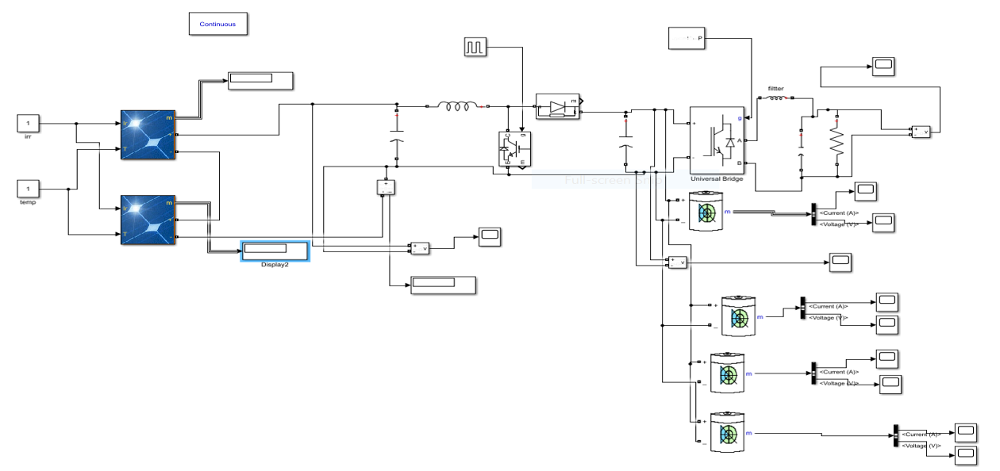 Continuous
P
m
filtter
1
irr
Ir
m
+
T
-
m
C
g
E
m
+
-
g
A
B
+
-
v
Universal Bridge
1
temp
Ir
m
+
T
-
+
-
Full-screen Snip
+
_
m
<Current (A)>
<Voltage (V)>
+
-
v
Display2
+
-
v
+
_
m
<Current (A)>
<Voltage (V)>
+
_
m
<Current (A)>
<Voltage (V)>
+
_
m
<Current (A)>
<Voltage (V)>